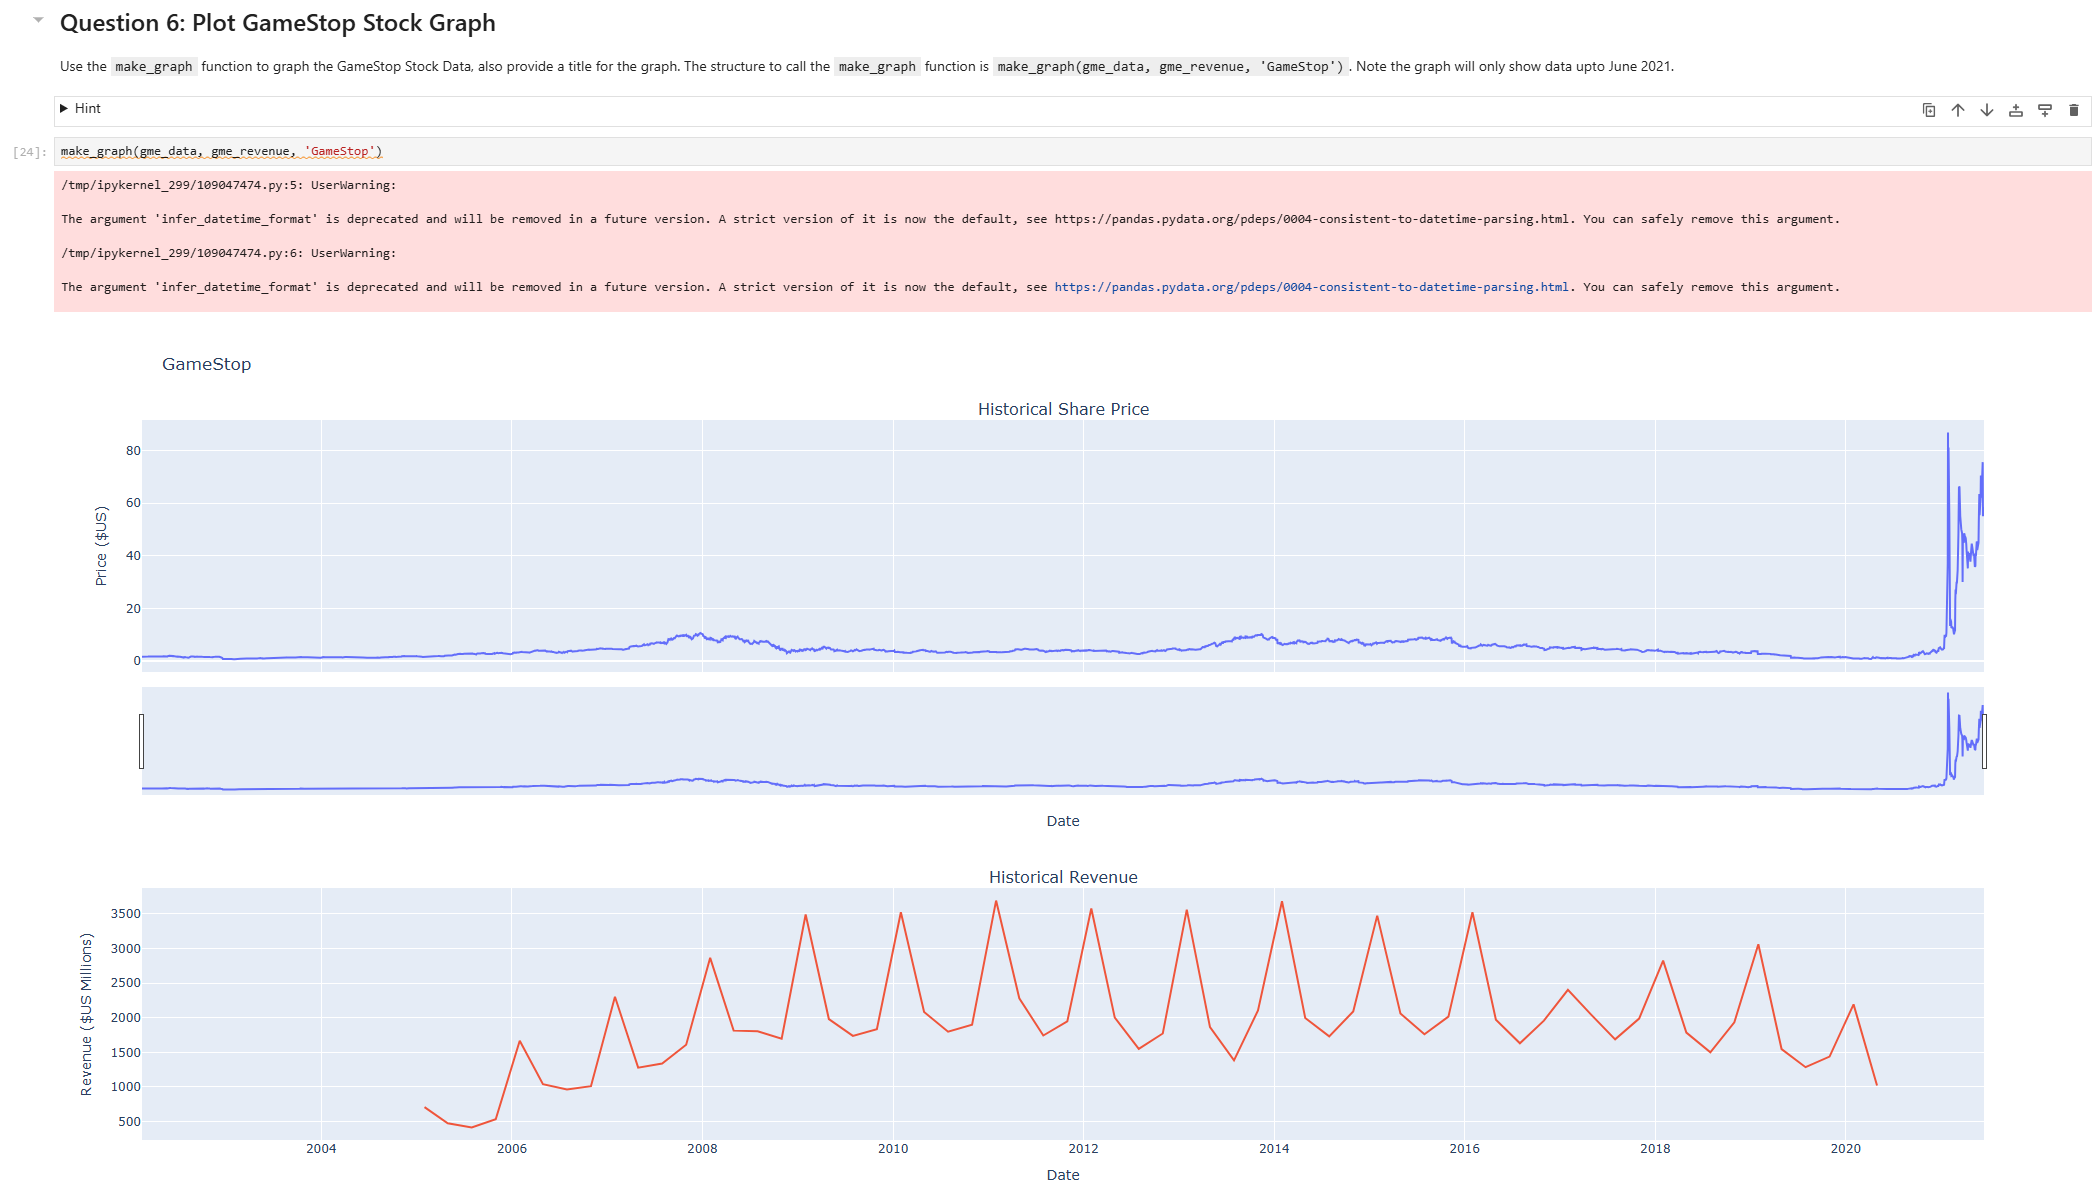 Question 6: Plot GameStop Stock Graph
Use the make_graph function to graph the GameStop Stock Data, also provide a title for the graph. The structure to call the make_graph function is make_graph(gme_data, gme_revenue, 'GameStop'). Note the graph will only show data upto June 2021.
Hint
[24]: make_graph(gme_data, gme_revenue, 'GameStop')
/tmp/ipykernel_299/109047474.py:5: UserWarning:
The argument 'infer_datetime_format' is deprecated and will be removed in a future version. A strict version of it is now the default, see https://pandas.pydata.org/pdeps/0004-consistent-to-datetime-parsing.html. You can safely remove this argument.
/tmp/ipykernel_299/109047474.py:6: UserWarning:
The argument 'infer_datetime_format' is deprecated and will be removed in a future version. A strict version of it is now the default, see https://pandas.pydata.org/pdeps/0004-consistent-to-datetime-parsing.html. You can safely remove this argument.
GameStop
Historical Share Price
80
60
40
20
0
Price ($US)
Date
Historical Revenue
3500
3000
2500
2000
1500
1000
500
Revenue ($US Millions)
2004 2006 2008 2010 2012 2014 2016 2018 2020
Date